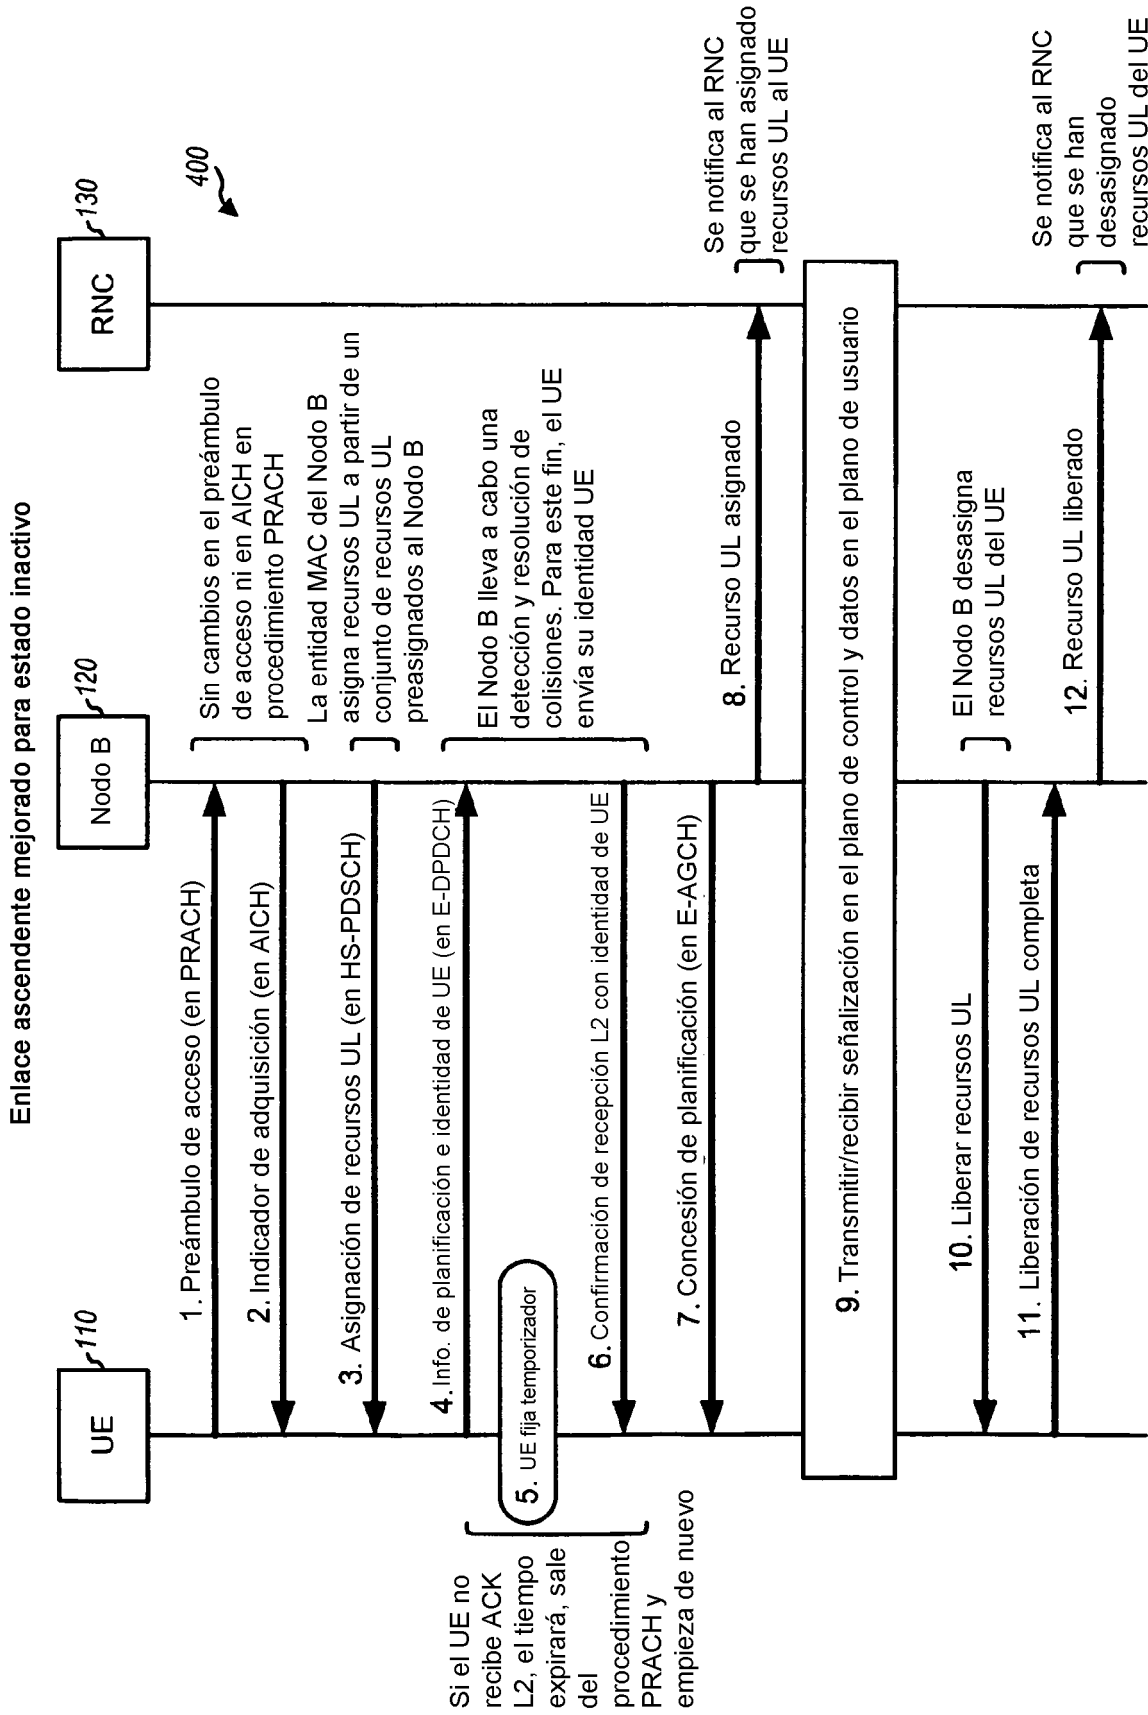 Enlace ascendente mejorado para estado inactivo
UE
110
Nodo B
120
RNC
130
400
1. Preámbulo de acceso (en PRACH)
Sin cambios en el preámbulo
de acceso ni en AICH en
procedimiento PRACH
2. Indicador de adquisición (en AICH)
3. Asignación de recursos UL (en HS-PDSCH)
La entidad MAC del Nodo B
asigna recursos UL a partir de un
conjunto de recursos UL
preasignados al Nodo B
4. Info. de planificación e identidad de UE (en E-DPDCH)
5. UE fija temporizador
Si el UE no
recibe ACK
L2, el tiempo
expirará, sale
del
procedimiento
PRACH y
empieza de nuevo
El Nodo B lleva a cabo una
detección y resolución de
colisiones. Para este fin, el UE
envía su identidad UE
6. Confirmación de recepción L2 con identidad de UE
7. Concesión de planificación (en E-AGCH)
8. Recurso UL asignado
Se notifica al RNC
que se han asignado
recursos UL al UE
9. Transmitir/recibir señalización en el plano de control y datos en el plano de usuario
10. Liberar recursos UL
El Nodo B desasigna
recursos UL del UE
11. Liberación de recursos UL completa
12. Recurso UL liberado
Se notifica al RNC
que se han
desasignado
recursos UL del UE